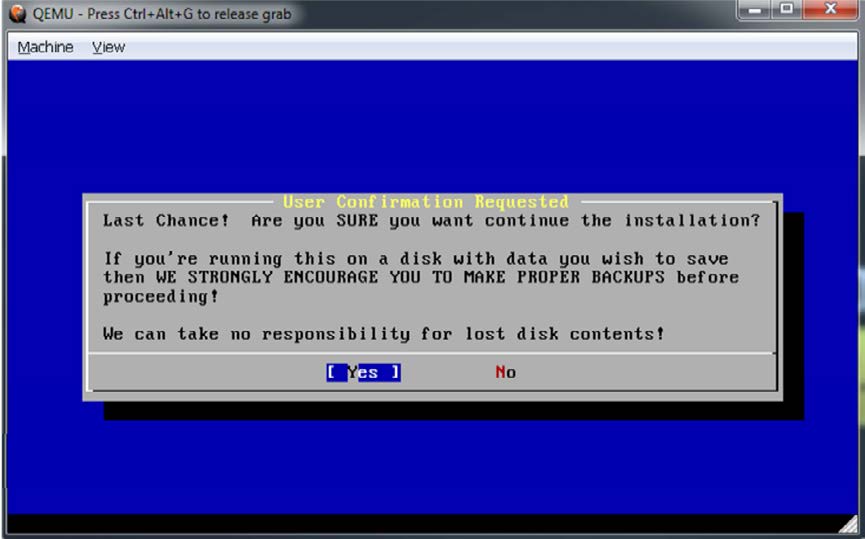 QEMU - Press Ctrl+Alt+G to release grab
Machine View
User Confirmation Requested
Last Chance!  Are you SURE you want continue the installation?
If you're running this on a disk with data you wish to save
then WE STRONGLY ENCOURAGE YOU TO MAKE PROPER BACKUPS before
proceeding!
We can take no responsibility for lost disk contents!
[ Yes ] No